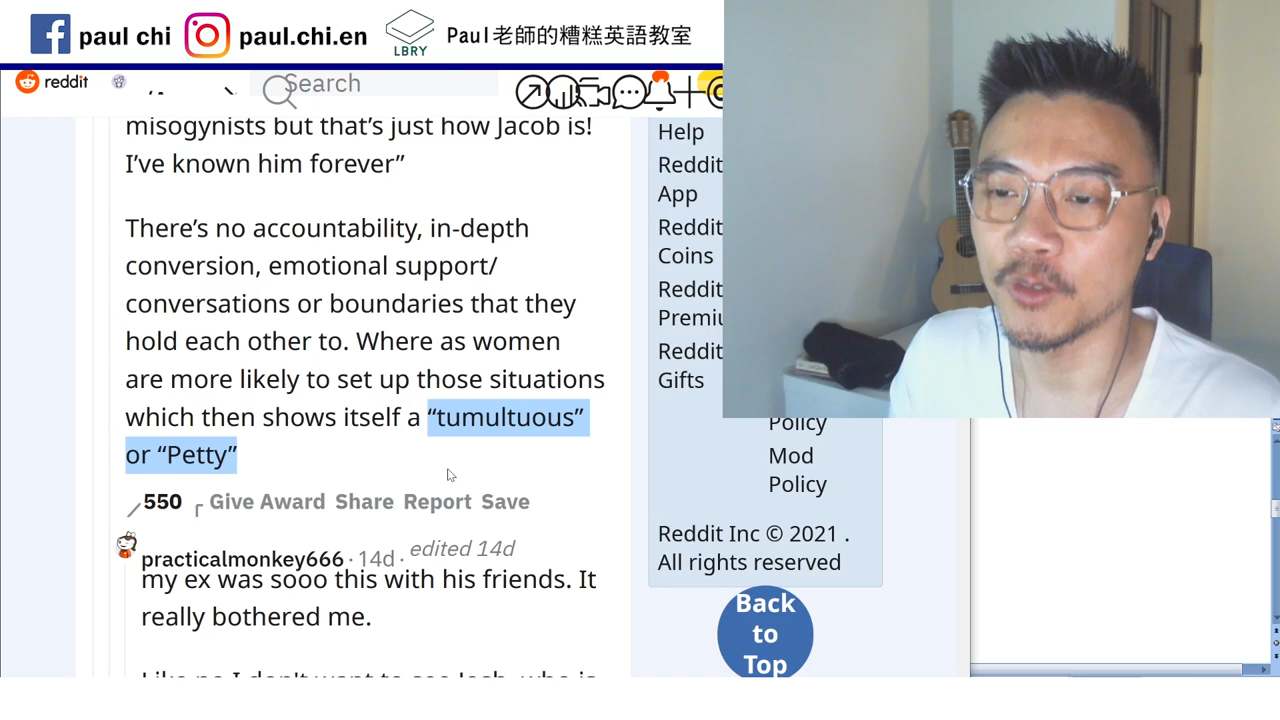 paul chi
paul.chi.en
LBRY
Paul老師的糟糕英語教室
reddit
Search
misogynists but that’s just how Jacob is!
I’ve known him forever”
There’s no accountability, in-depth
conversion, emotional support/
conversations or boundaries that they
hold each other to. Where as women
are more likely to set up those situations
which then shows itself a “tumultuous”
or “Petty”
550 Give Award Share Report Save
practicalmonkey666 · 14d · edited 14d
my ex was sooo this with his friends. It
really bothered me.
Help
Reddit
App
Reddit
Coins
Reddit
Reddit
Gifts
Policy
Mod
Policy
Reddit Inc © 2021 .
All rights reserved
Back
to
Top